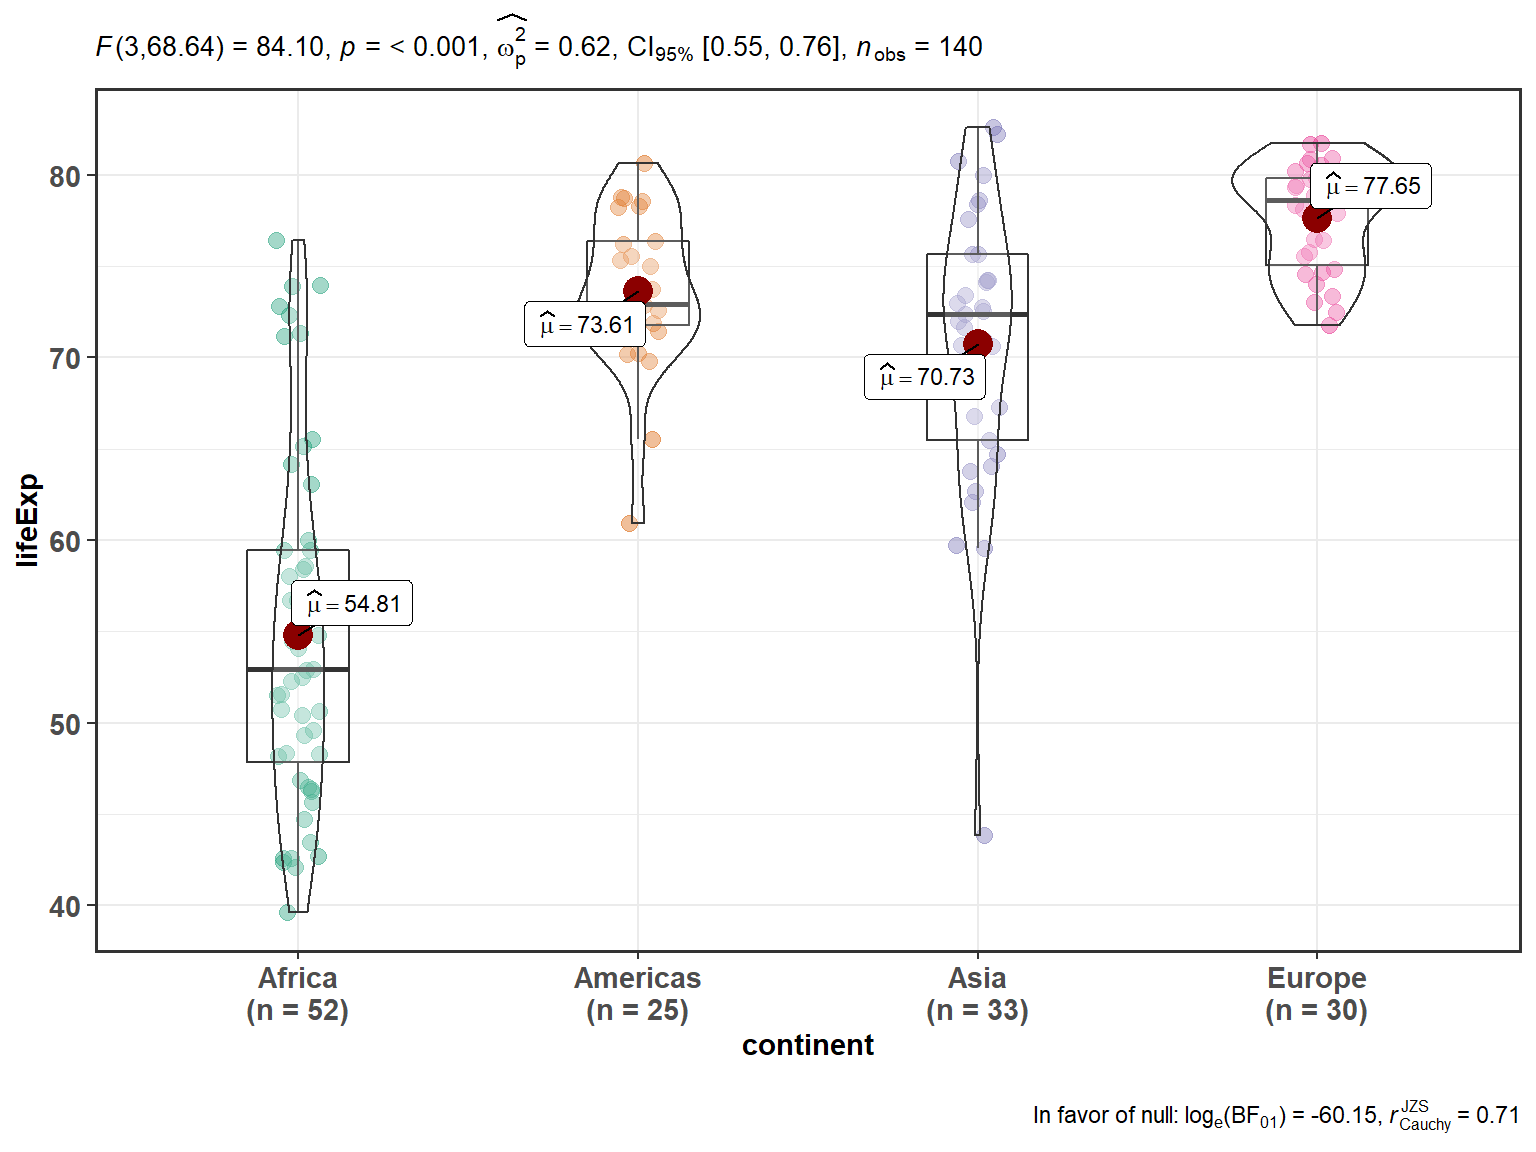 F(3,68.64) = 84.10, p = < 0.001, ω̂²ₚ = 0.62, CI₉₅% [0.55, 0.76], nobs = 140
lifeExp
80
70
60
50
40
μ̂ = 54.81
μ̂ = 73.61
μ̂ = 70.73
μ̂ = 77.65
Africa
(n = 52)
Americas
(n = 25)
Asia
(n = 33)
Europe
(n = 30)
continent
In favor of null: logₑ(BF₀₁) = -60.15, r JZS Cauchy = 0.71